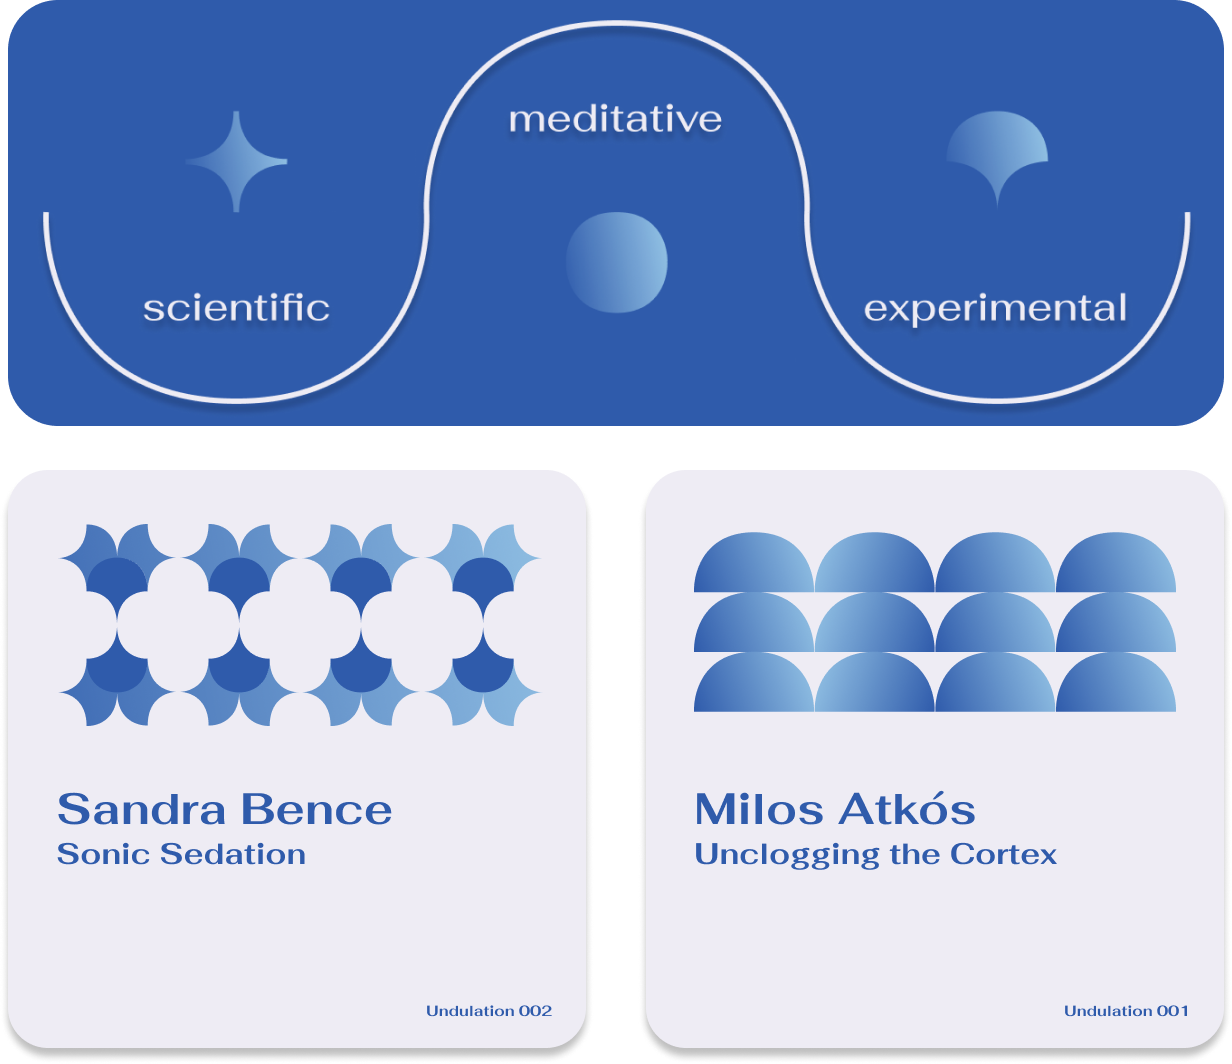 meditative
scientific
experimental
Sandra Bence
Sonic Sedation
Undulation 002
Milos Atkós
Unclogging the Cortex
Undulation 001